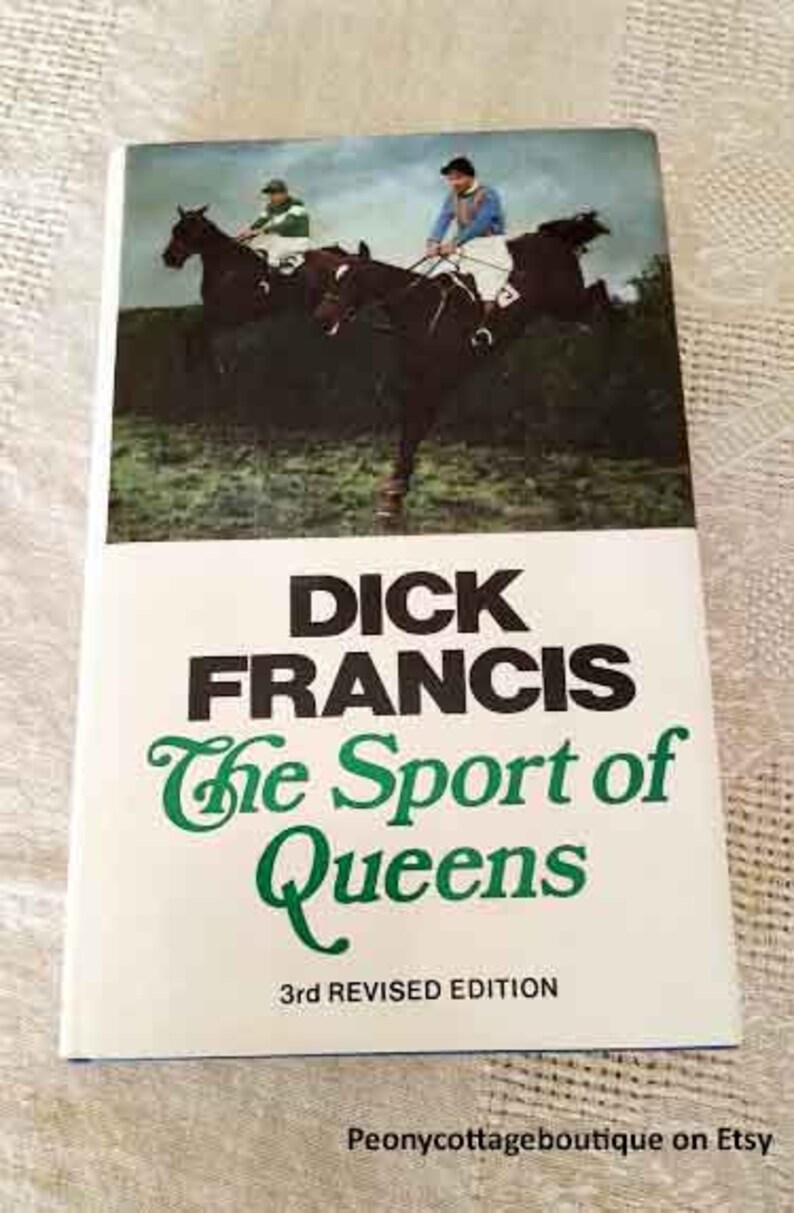 DICK
FRANCIS
The Sport of
Queens
3rd REVISED EDITION
Peonycottageboutique on Etsy